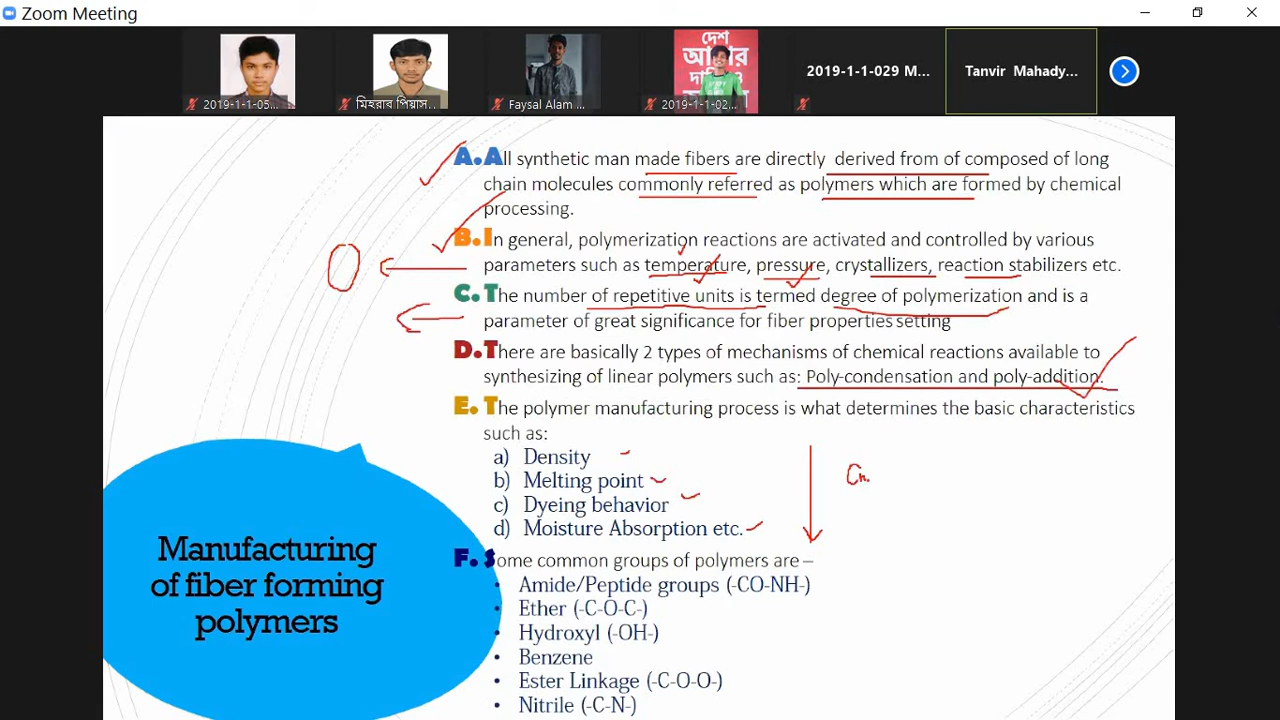 Zoom Meeting
দেশ
আমার
2019-1-1-05...
মিহরাব পিয়াস...
Faysal Alam ...
2019-1-1-02...
2019-1-1-029 M...
Tanvir Mahady...
A. All synthetic man made fibers are directly derived from of composed of long
chain molecules commonly referred as polymers which are formed by chemical
processing.
B. In general, polymerization reactions are activated and controlled by various
parameters such as temperature, pressure, crystallizers, reaction stabilizers etc.
C. The number of repetitive units is termed degree of polymerization and is a
parameter of great significance for fiber properties setting
D. There are basically 2 types of mechanisms of chemical reactions available to
synthesizing of linear polymers such as: Poly-condensation and poly-addition.
E. The polymer manufacturing process is what determines the basic characteristics
such as:
a) Density
b) Melting point
c) Dyeing behavior
d) Moisture Absorption etc.
F. Some common groups of polymers are –
• Amide/Peptide groups (-CO-NH-)
• Ether (-C-O-C-)
• Hydroxyl (-OH-)
• Benzene
• Ester Linkage (-C-O-O-)
• Nitrile (-C-N-)
Manufacturing
of fiber forming
polymers